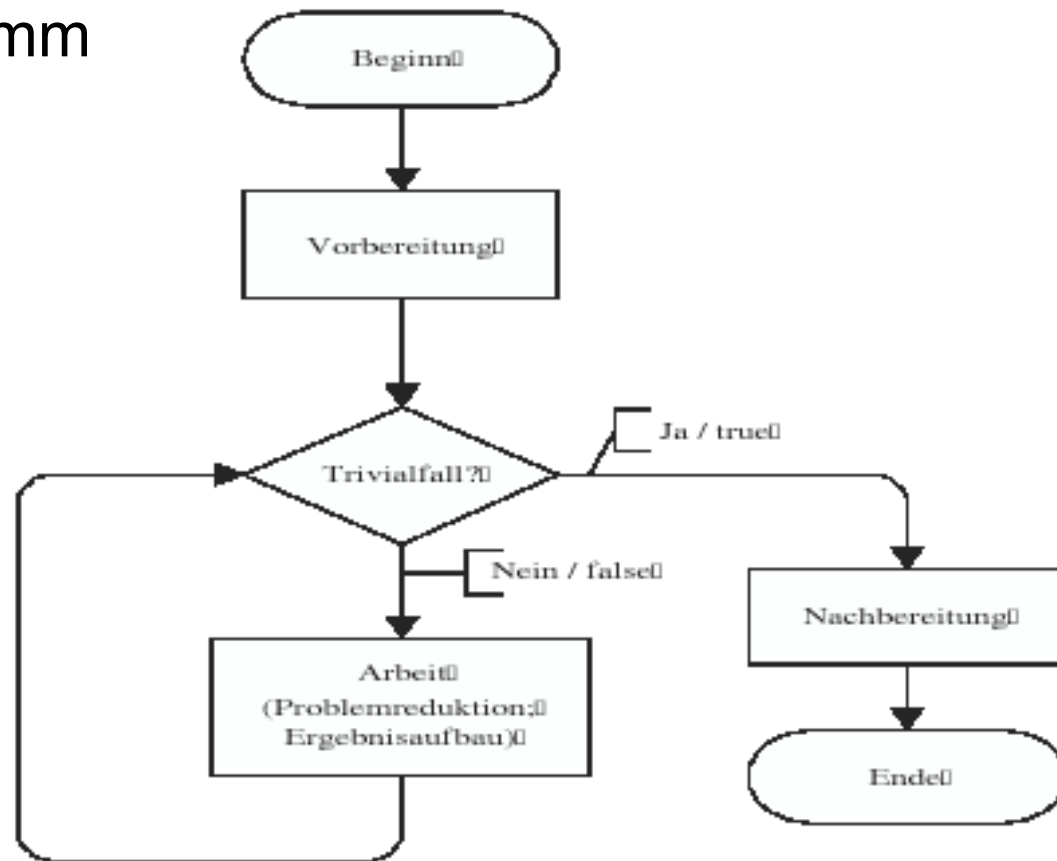 mm
Beginn
Vorbereitung
Ja / true
Trivialfall?
Nein / false
Arbeit
(Problemreduktion;
Ergebnisaufbau)
Nachbereitung
Ende